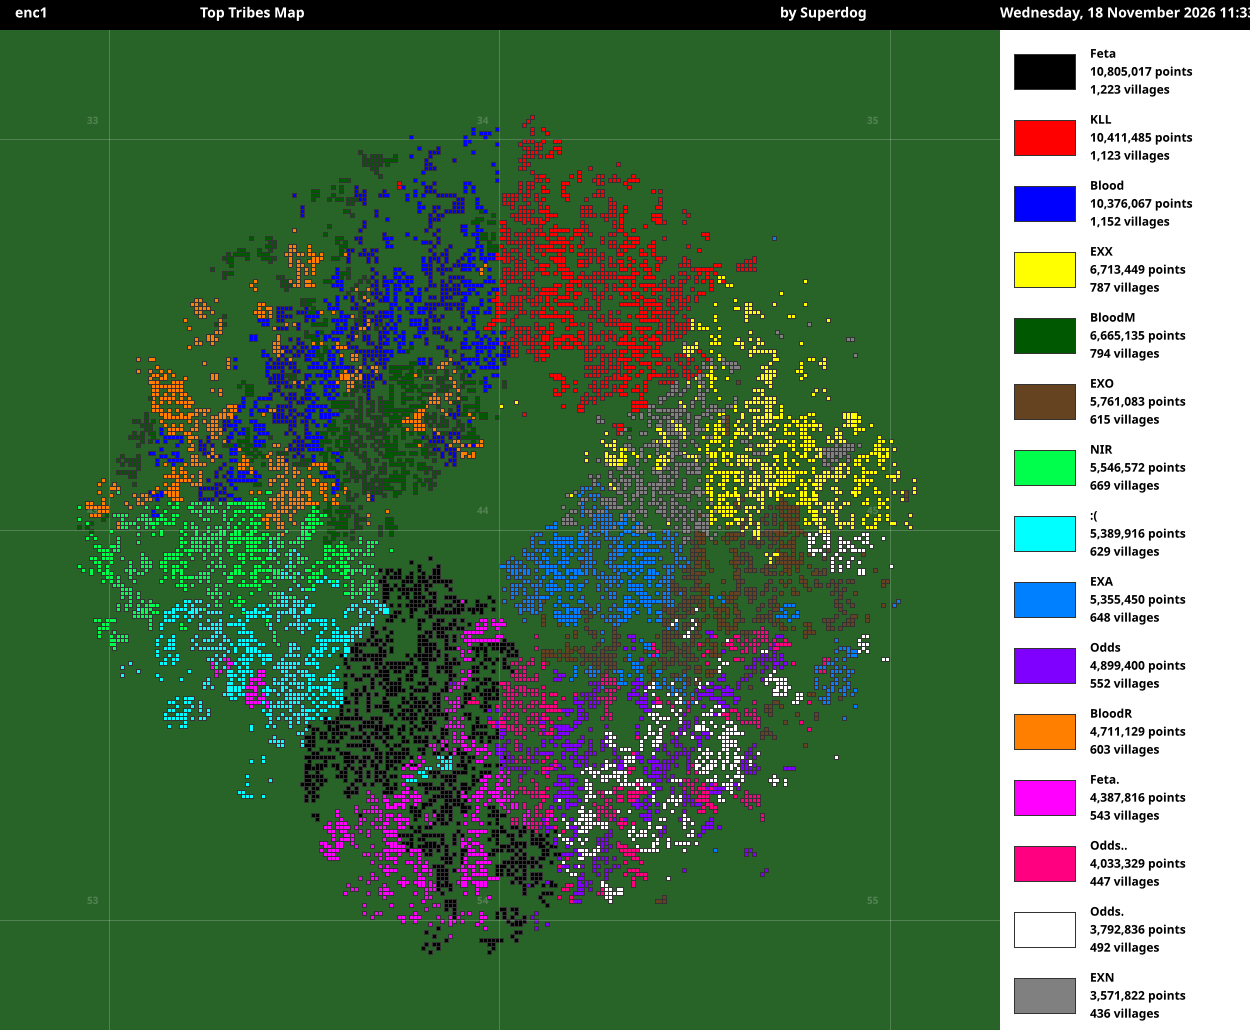 enc1 Top Tribes Map by Superdog Wednesday, 18 November 2026 11:33
33 34 35
44
53 54 55
Feta
10,805,017 points
1,223 villages
KLL
10,411,485 points
1,123 villages
Blood
10,376,067 points
1,152 villages
EXX
6,713,449 points
787 villages
BloodM
6,665,135 points
794 villages
EXO
5,761,083 points
615 villages
NIR
5,546,572 points
669 villages
:(
5,389,916 points
629 villages
EXA
5,355,450 points
648 villages
Odds
4,899,400 points
552 villages
BloodR
4,711,129 points
603 villages
Feta.
4,387,816 points
543 villages
Odds..
4,033,329 points
447 villages
Odds.
3,792,836 points
492 villages
EXN
3,571,822 points
436 villages